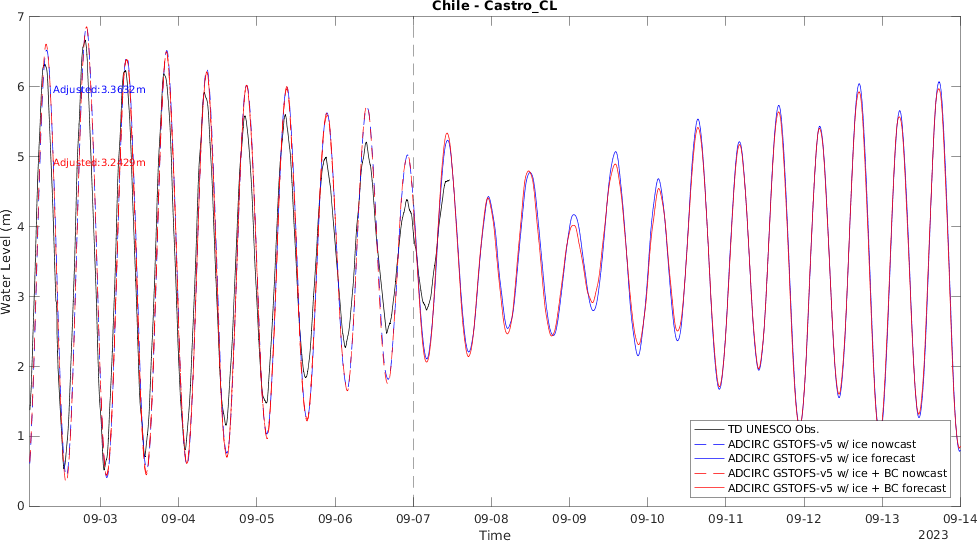 Chile - Castro_CL
7
6
5
4
3
2
1
0
Water Level (m)
Adjusted:3.3632m
Adjusted:3.2429m
TD UNESCO Obs.
ADCIRC GSTOFS-v5 w/ ice nowcast
ADCIRC GSTOFS-v5 w/ ice forecast
ADCIRC GSTOFS-v5 w/ ice + BC nowcast
ADCIRC GSTOFS-v5 w/ ice + BC forecast
09-03 09-04 09-05 09-06 09-07 09-08 09-09 09-10 09-11 09-12 09-13 09-14
Time
2023